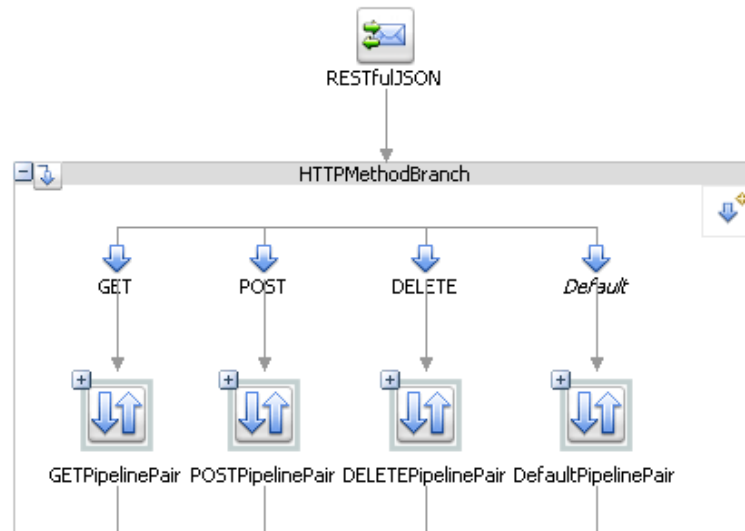 RESTfulJSON
HTTPMethodBranch
GET POST DELETE Default
GETPipelinePair POSTPipelinePair DELETEPipelinePair DefaultPipelinePair